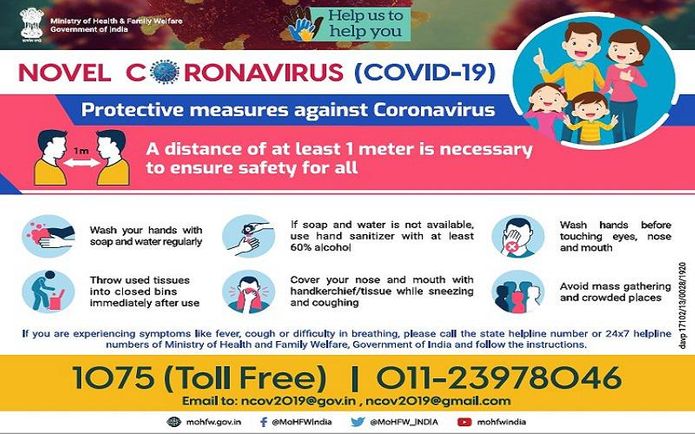 Ministry of Health & Family Welfare
Government of India
Help us to
help you
NOVEL CORONAVIRUS (COVID-19)
Protective measures against Coronavirus
1m
A distance of at least 1 meter is necessary
to ensure safety for all
Wash your hands with
soap and water regularly
If soap and water is not available,
use hand sanitizer with at least
60% alcohol
Wash hands before
touching eyes, nose
and mouth
Throw used tissues
into closed bins
immediately after use
Cover your nose and mouth with
handkerchief/tissue while sneezing
and coughing
Avoid mass gathering
and crowded places
davp 17102/13/0028/1920
If you are experiencing symptoms like fever, cough or difficulty in breathing, please call the state helpline number or 24x7 helpline
numbers of Ministry of Health and Family Welfare, Government of India and follow the instructions.
1075 (Toll Free) | 011-23978046
Email to: ncov2019@gov.in , ncov2019@gmail.com
mohfw.gov.in @MoHFWIndia @MoHFW_INDIA mohfwindia